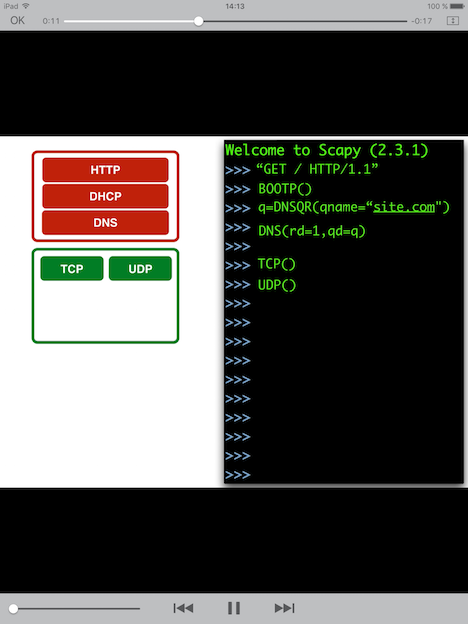 iPad 14:13 100 %
OK 0:11 -0:17
HTTP
DHCP
DNS
TCP UDP
Welcome to Scapy (2.3.1)
>>> “GET / HTTP/1.1”
>>> BOOTP()
>>> q=DNSQR(qname=“site.com")
>>> DNS(rd=1,qd=q)
>>>
>>> TCP()
>>> UDP()
>>>
>>>
>>>
>>>
>>>
>>>
>>>
>>>
>>>
>>>